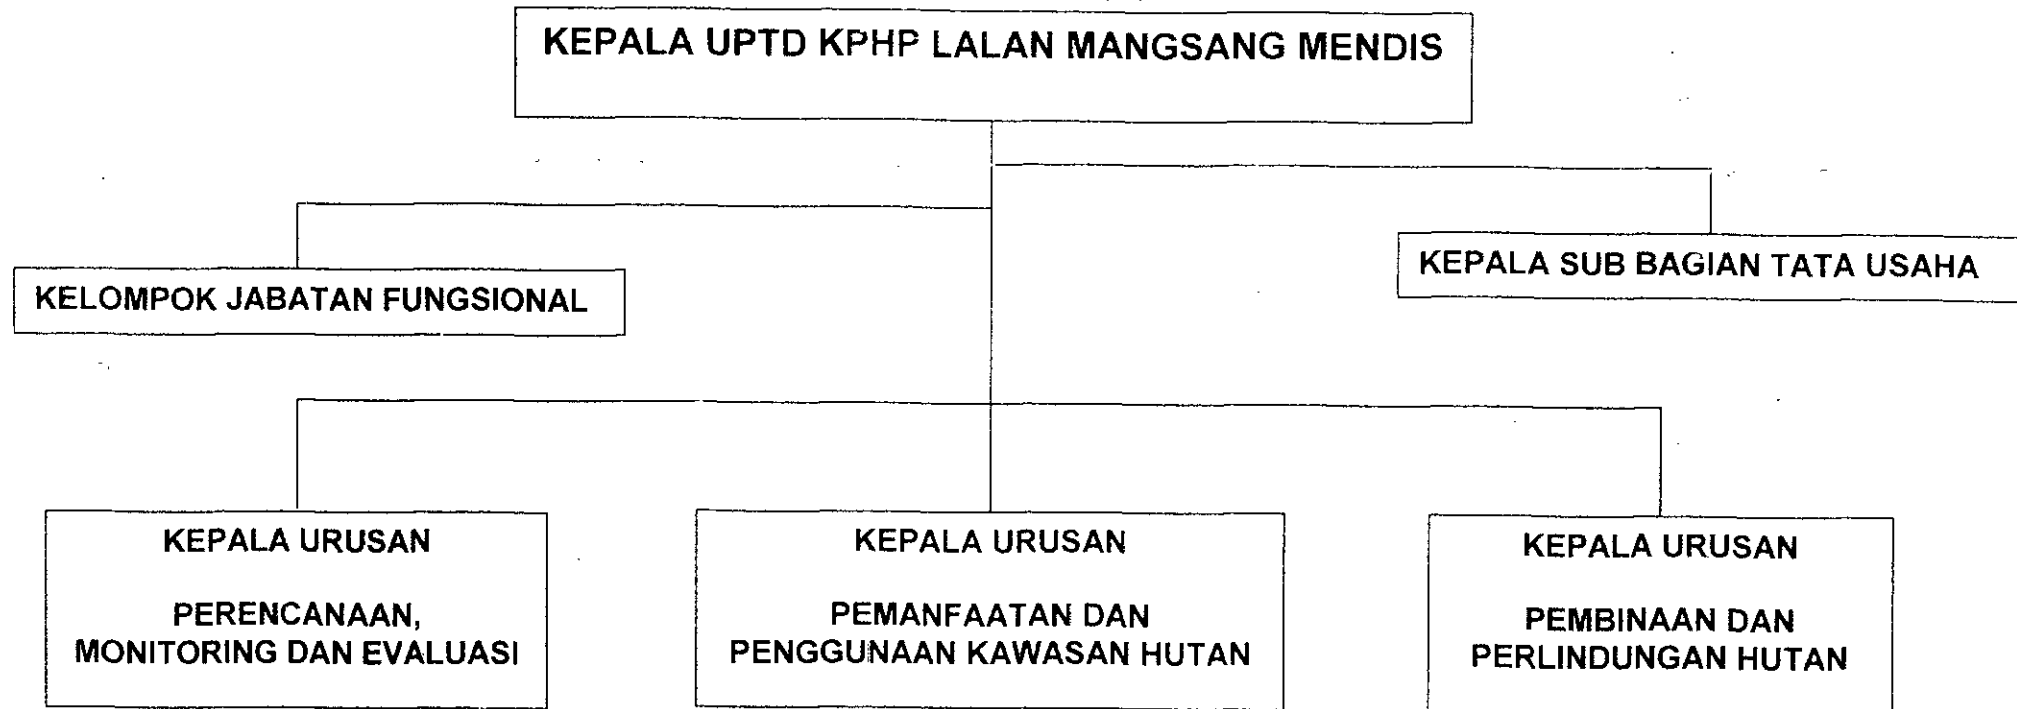 KEPALA UPTD KPHP LALAN MANGSANG MENDIS
KELOMPOK JABATAN FUNGSIONAL
KEPALA SUB BAGIAN TATA USAHA
KEPALA URUSAN
PERENCANAAN,
MONITORING DAN EVALUASI
KEPALA URUSAN
PEMANFAATAN DAN
PENGGUNAAN KAWASAN HUTAN
KEPALA URUSAN
PEMBINAAN DAN
PERLINDUNGAN HUTAN